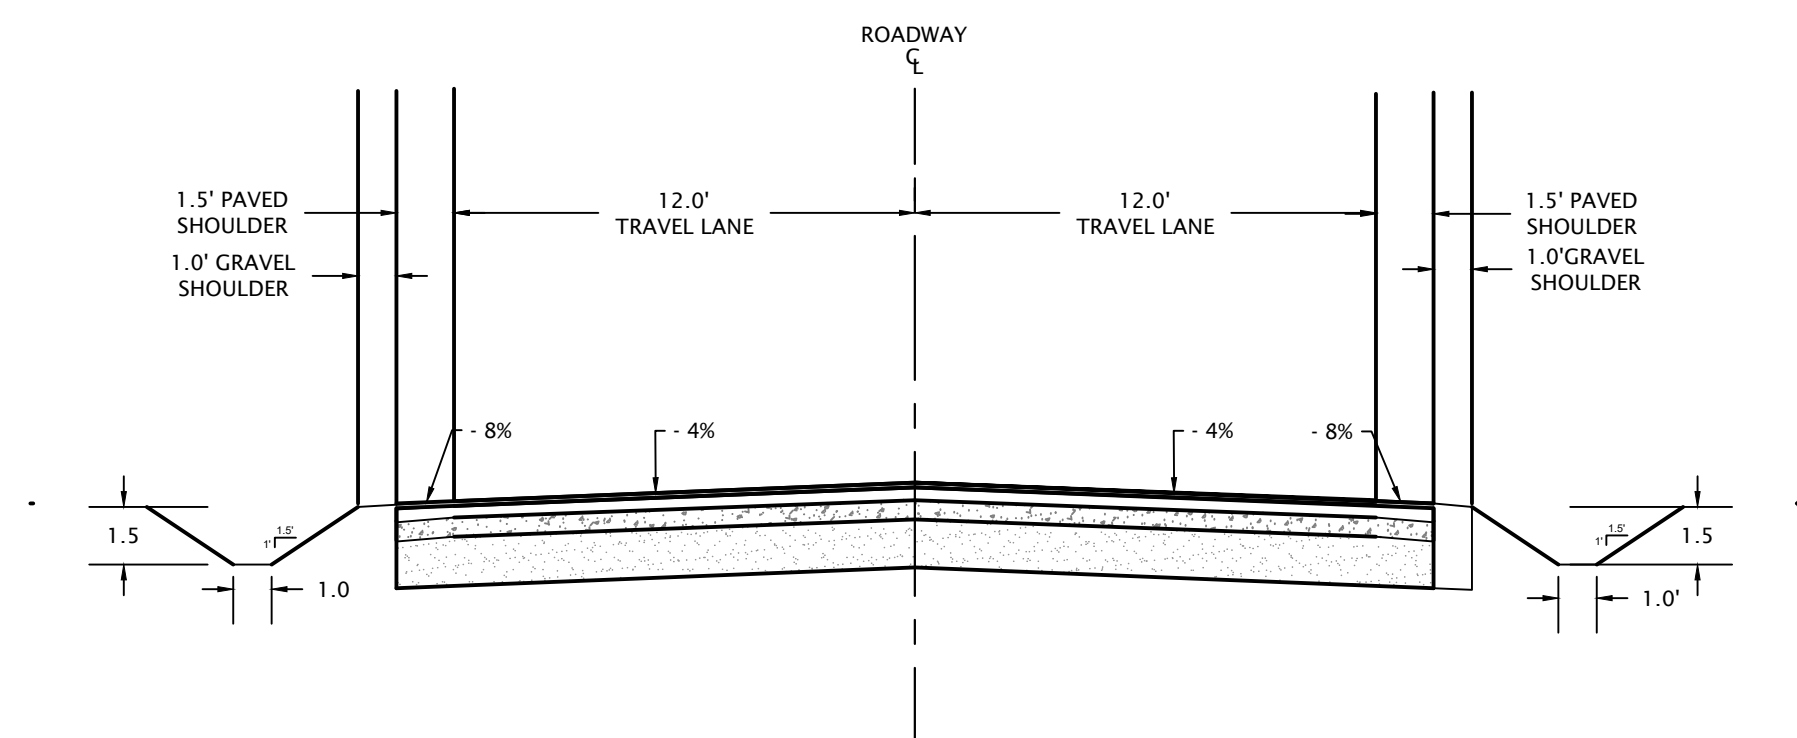 ROADWAY
CL
1.5' PAVED
SHOULDER
12.0'
TRAVEL LANE
12.0'
TRAVEL LANE
1.5' PAVED
SHOULDER
1.0' GRAVEL
SHOULDER
1.0'GRAVEL
SHOULDER
- 8%
- 4%
- 4%
- 8%
1.5
1.5'
1'
1.5'
1'
1.5
1.0
1.0'